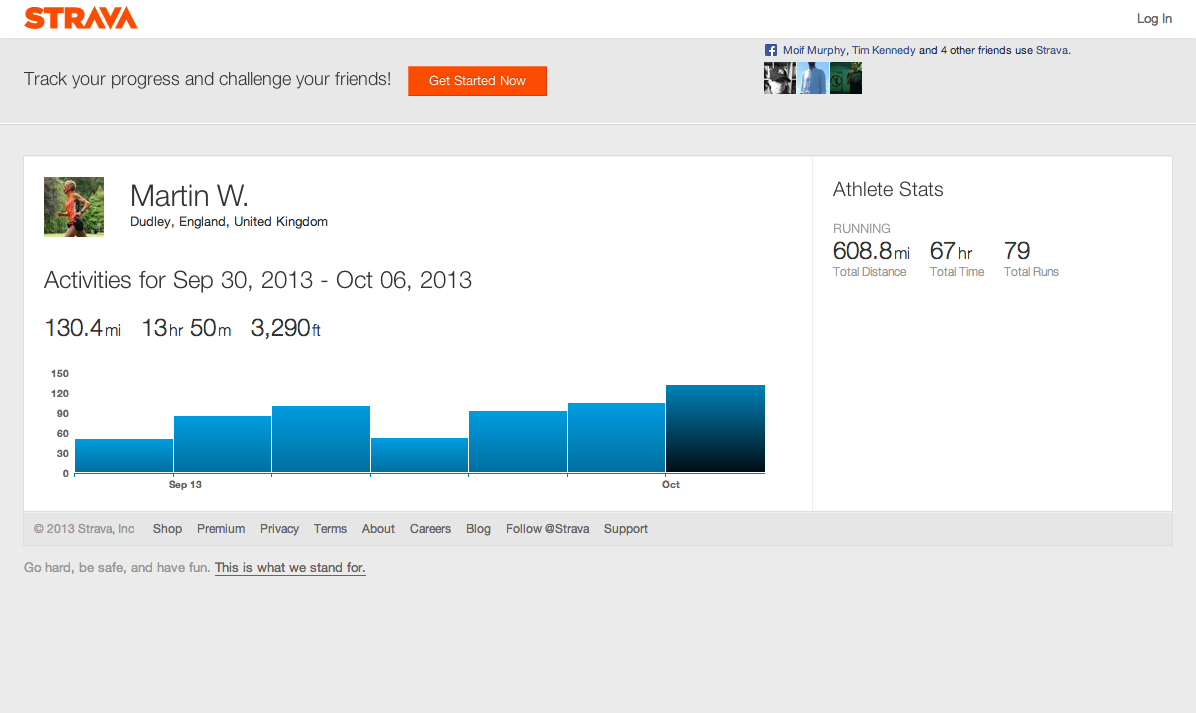 STRAVA
Log In
Track your progress and challenge your friends!
Get Started Now
Moif Murphy, Tim Kennedy and 4 other friends use Strava.
Martin W.
Dudley, England, United Kingdom
Activities for Sep 30, 2013 - Oct 06, 2013
130.4mi 13hr 50m 3,290ft
150
120
90
60
30
0
Sep 13 Oct
Athlete Stats
RUNNING
608.8mi 67hr 79
Total Distance Total Time Total Runs
© 2013 Strava, Inc Shop Premium Privacy Terms About Careers Blog Follow @Strava Support
Go hard, be safe, and have fun. This is what we stand for.